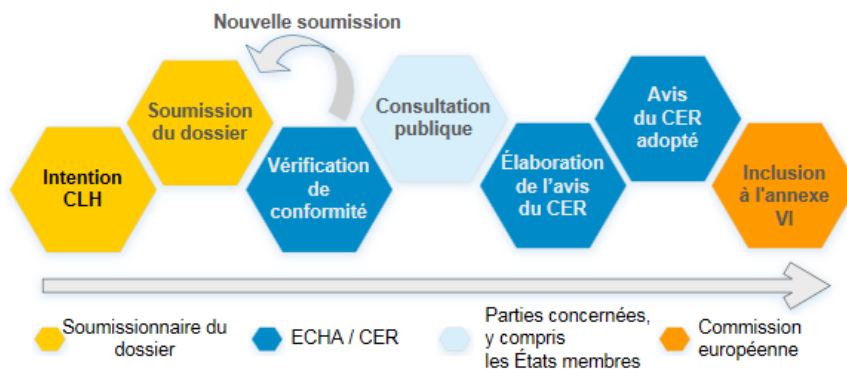 Nouvelle soumission
Intention
CLH
Soumission
du dossier
Vérification
de
conformité
Consultation
publique
Élaboration
de l'avis
du CER
Avis
du CER
adopté
Inclusion
à l'annexe
VI
Soumissionnaire du
dossier
ECHA / CER
Parties concernées,
y compris
les États membres
Commission
européenne